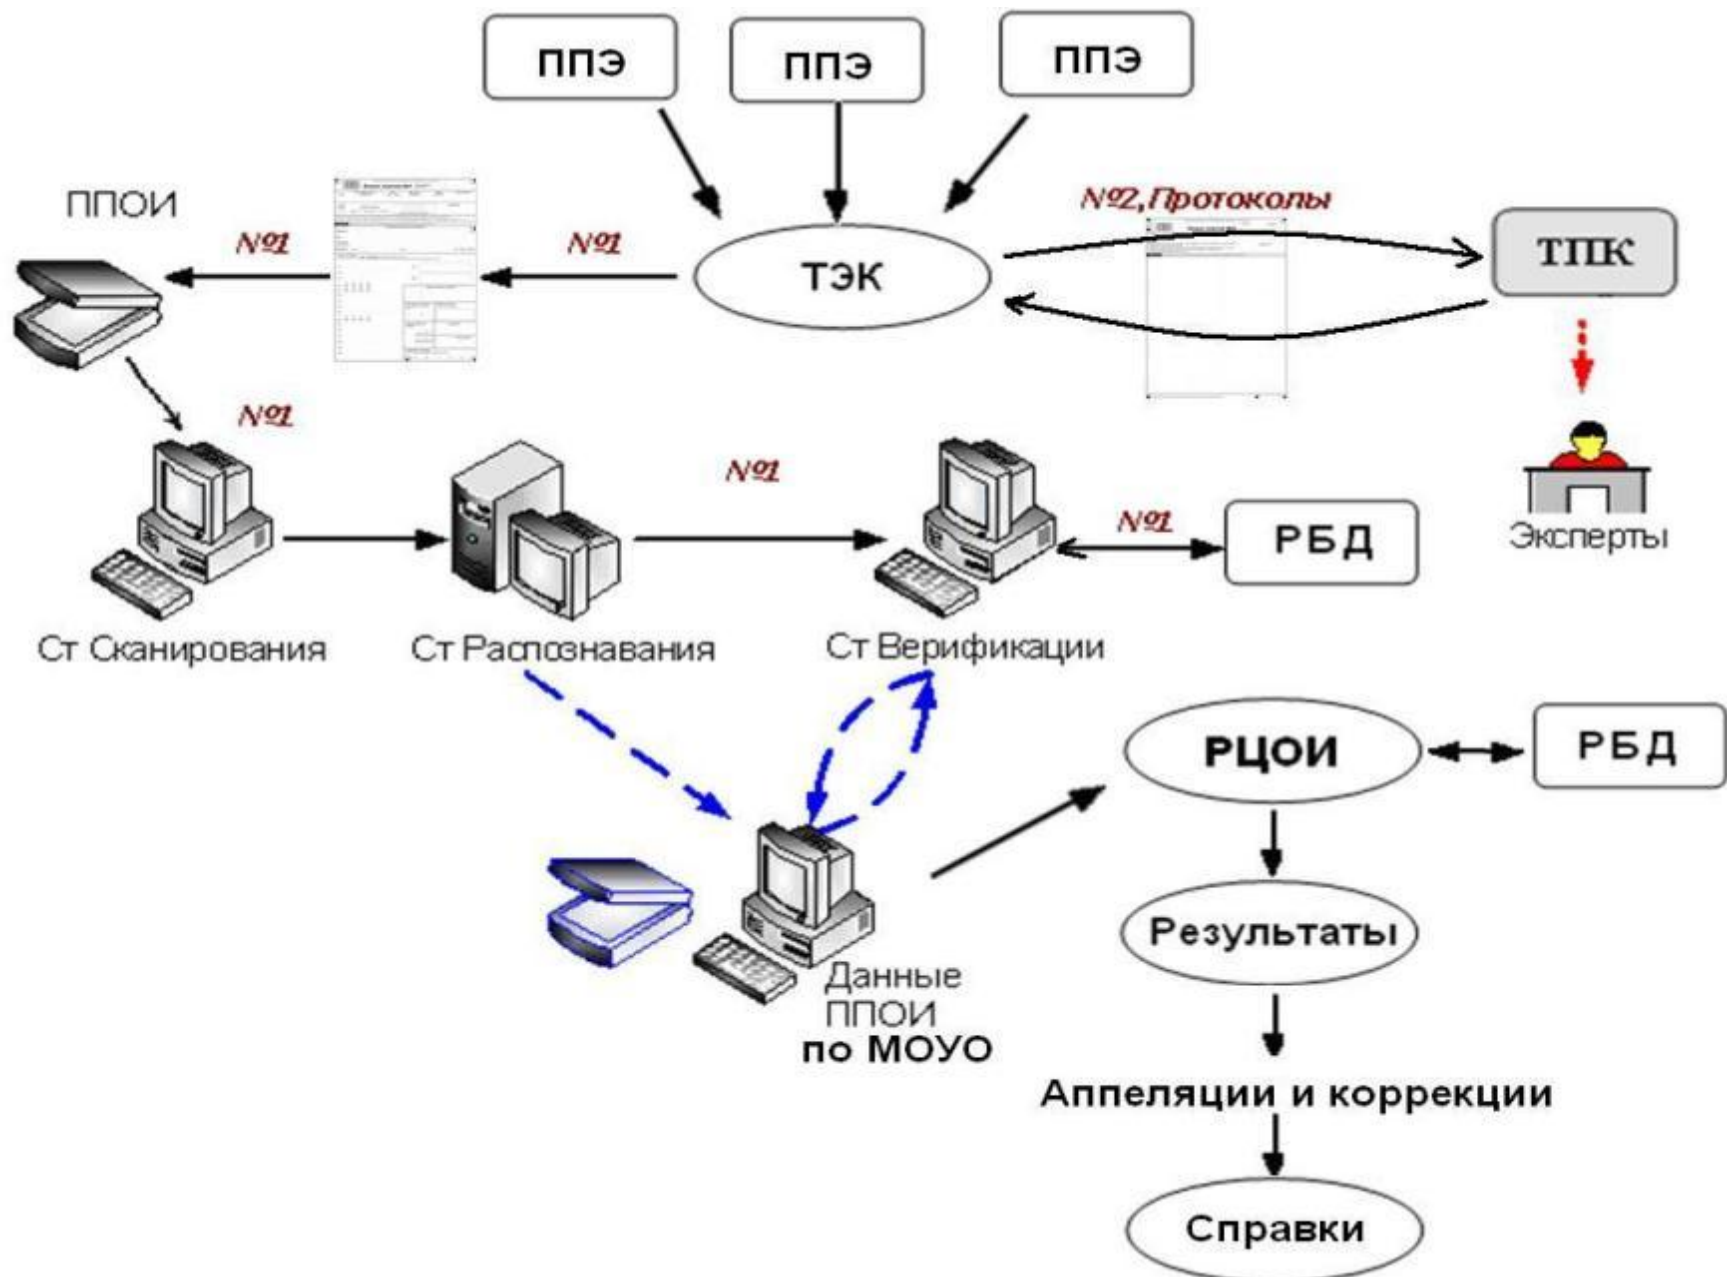 ППЭ
ППЭ
ППЭ
ППОИ
№1
№1
ТЭК
№2,Протоколы
ТПК
№1
№1
№1
РБД
Эксперты
Ст Сканирования
Ст Распознавания
Ст Верификации
РЦОИ
РБД
Результаты
Данные
ППОИ
по МОУО
Аппеляции и коррекции
Справки